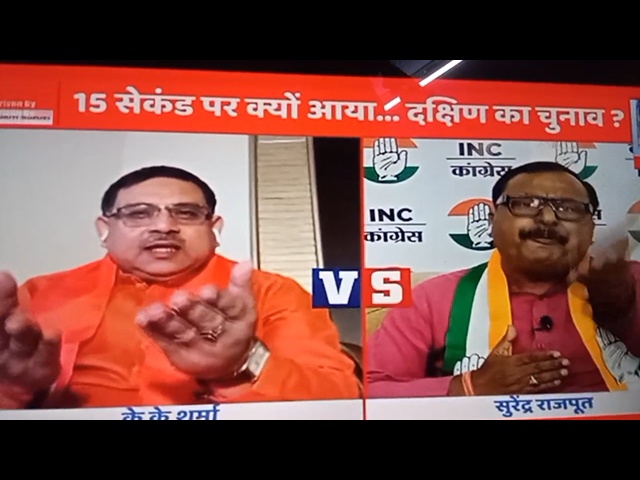 15 सेकंड पर क्यों आया... दक्षिण का चुनाव ?
INC
कांग्रेस
INC
कांग्रेस
VS
के के शर्मा
सुरेंद्र राजपूत